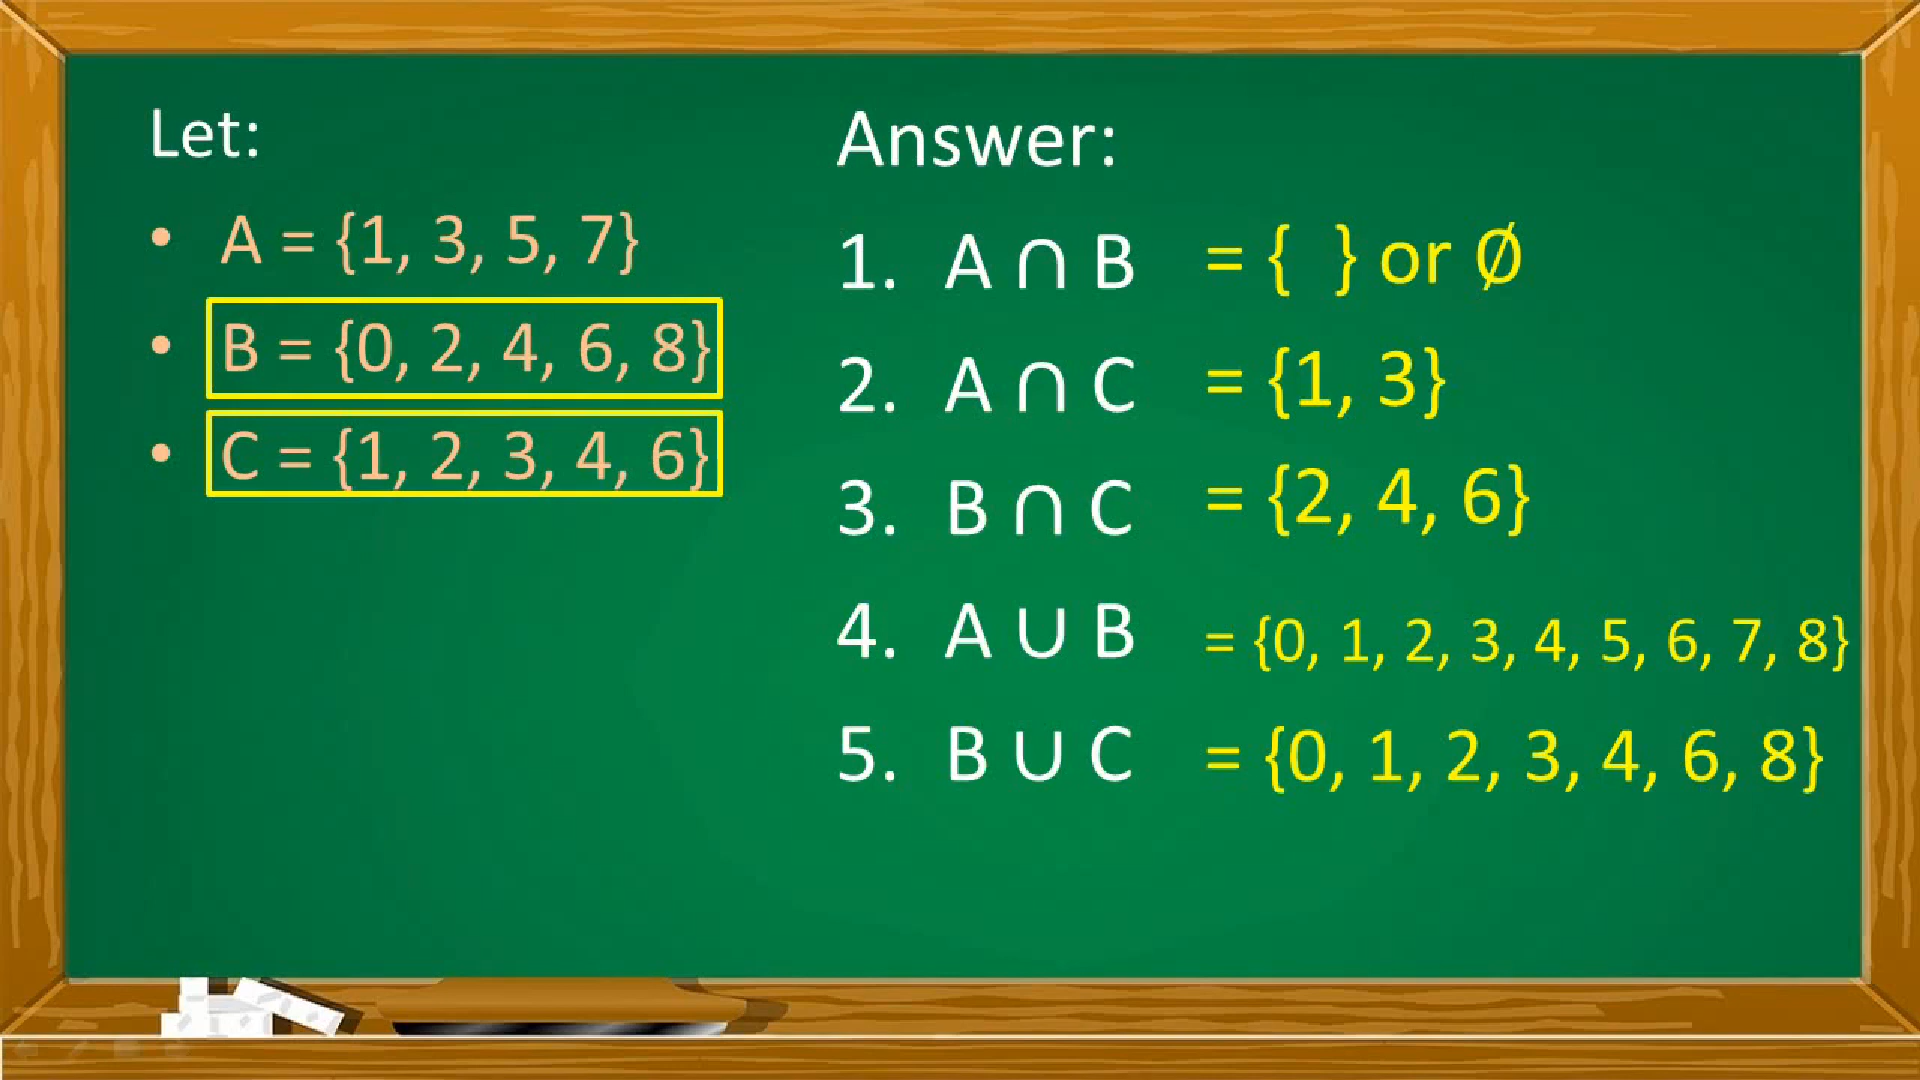 Let:
• A = {1, 3, 5, 7}
• B = {0, 2, 4, 6, 8}
• C = {1, 2, 3, 4, 6}
Answer:
1. A ∩ B = { } or ∅
2. A ∩ C = {1, 3}
3. B ∩ C = {2, 4, 6}
4. A ∪ B = {0, 1, 2, 3, 4, 5, 6, 7, 8}
5. B ∪ C = {0, 1, 2, 3, 4, 6, 8}